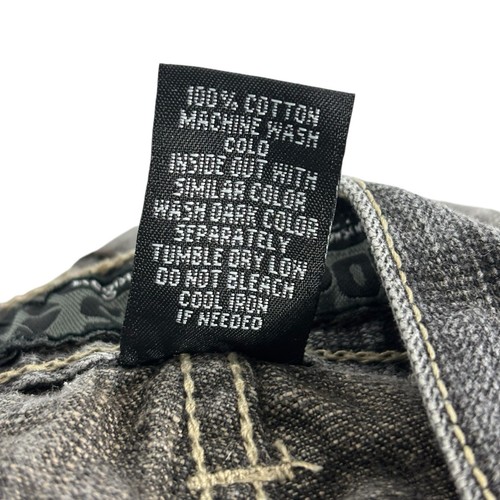 100% COTTON
MACHINE WASH
COLD
INSIDE OUT WITH
SIMILAR COLOR
WASH DARK COLOR
SEPARATELY
TUMBLE DRY LOW
DO NOT BLEACH
COOL IRON
IF NEEDED